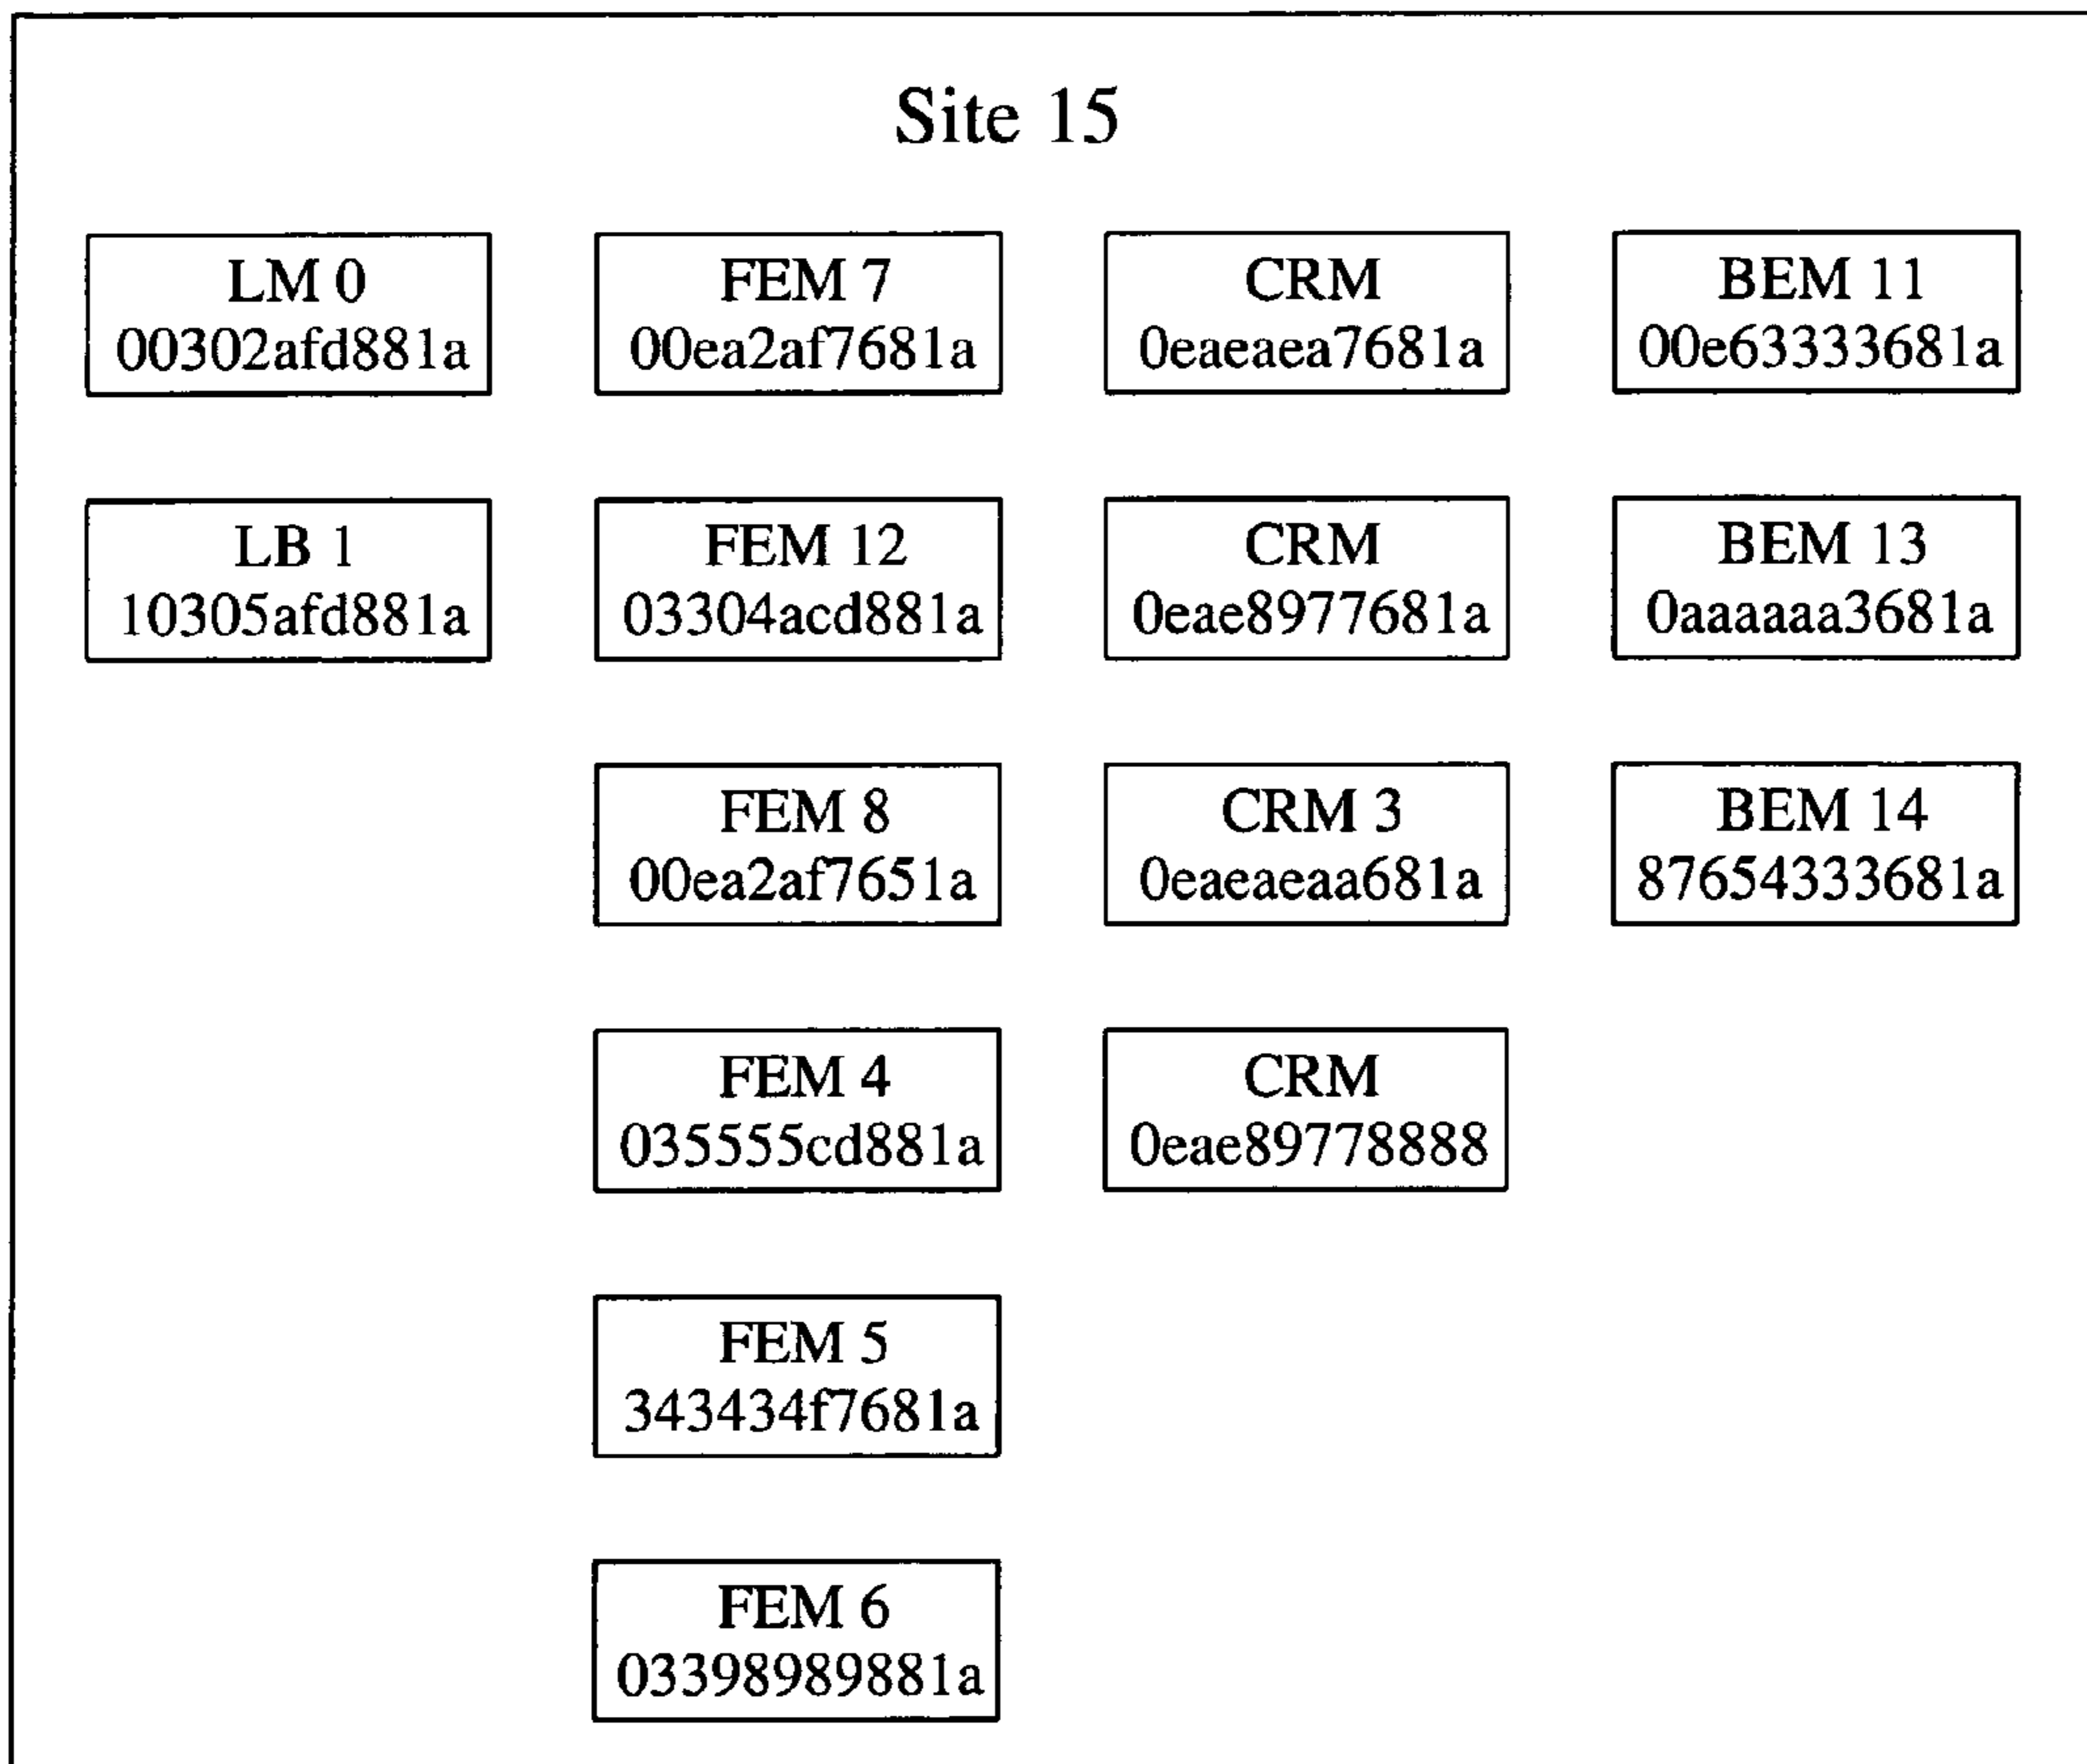 Site 15
LM 0
00302afd881a
FEM 7
00ea2af7681a
CRM
0eaeaea7681a
BEM 11
00e63333681a
LB 1
10305afd881a
FEM 12
03304acd881a
CRM
0eae8977681a
BEM 13
0aaaaaa3681a
FEM 8
00ea2af7651a
CRM 3
0eaeaeaa681a
BEM 14
87654333681a
FEM 4
035555cd881a
CRM
0eae89778888
FEM 5
343434f7681a
FEM 6
03398989881a